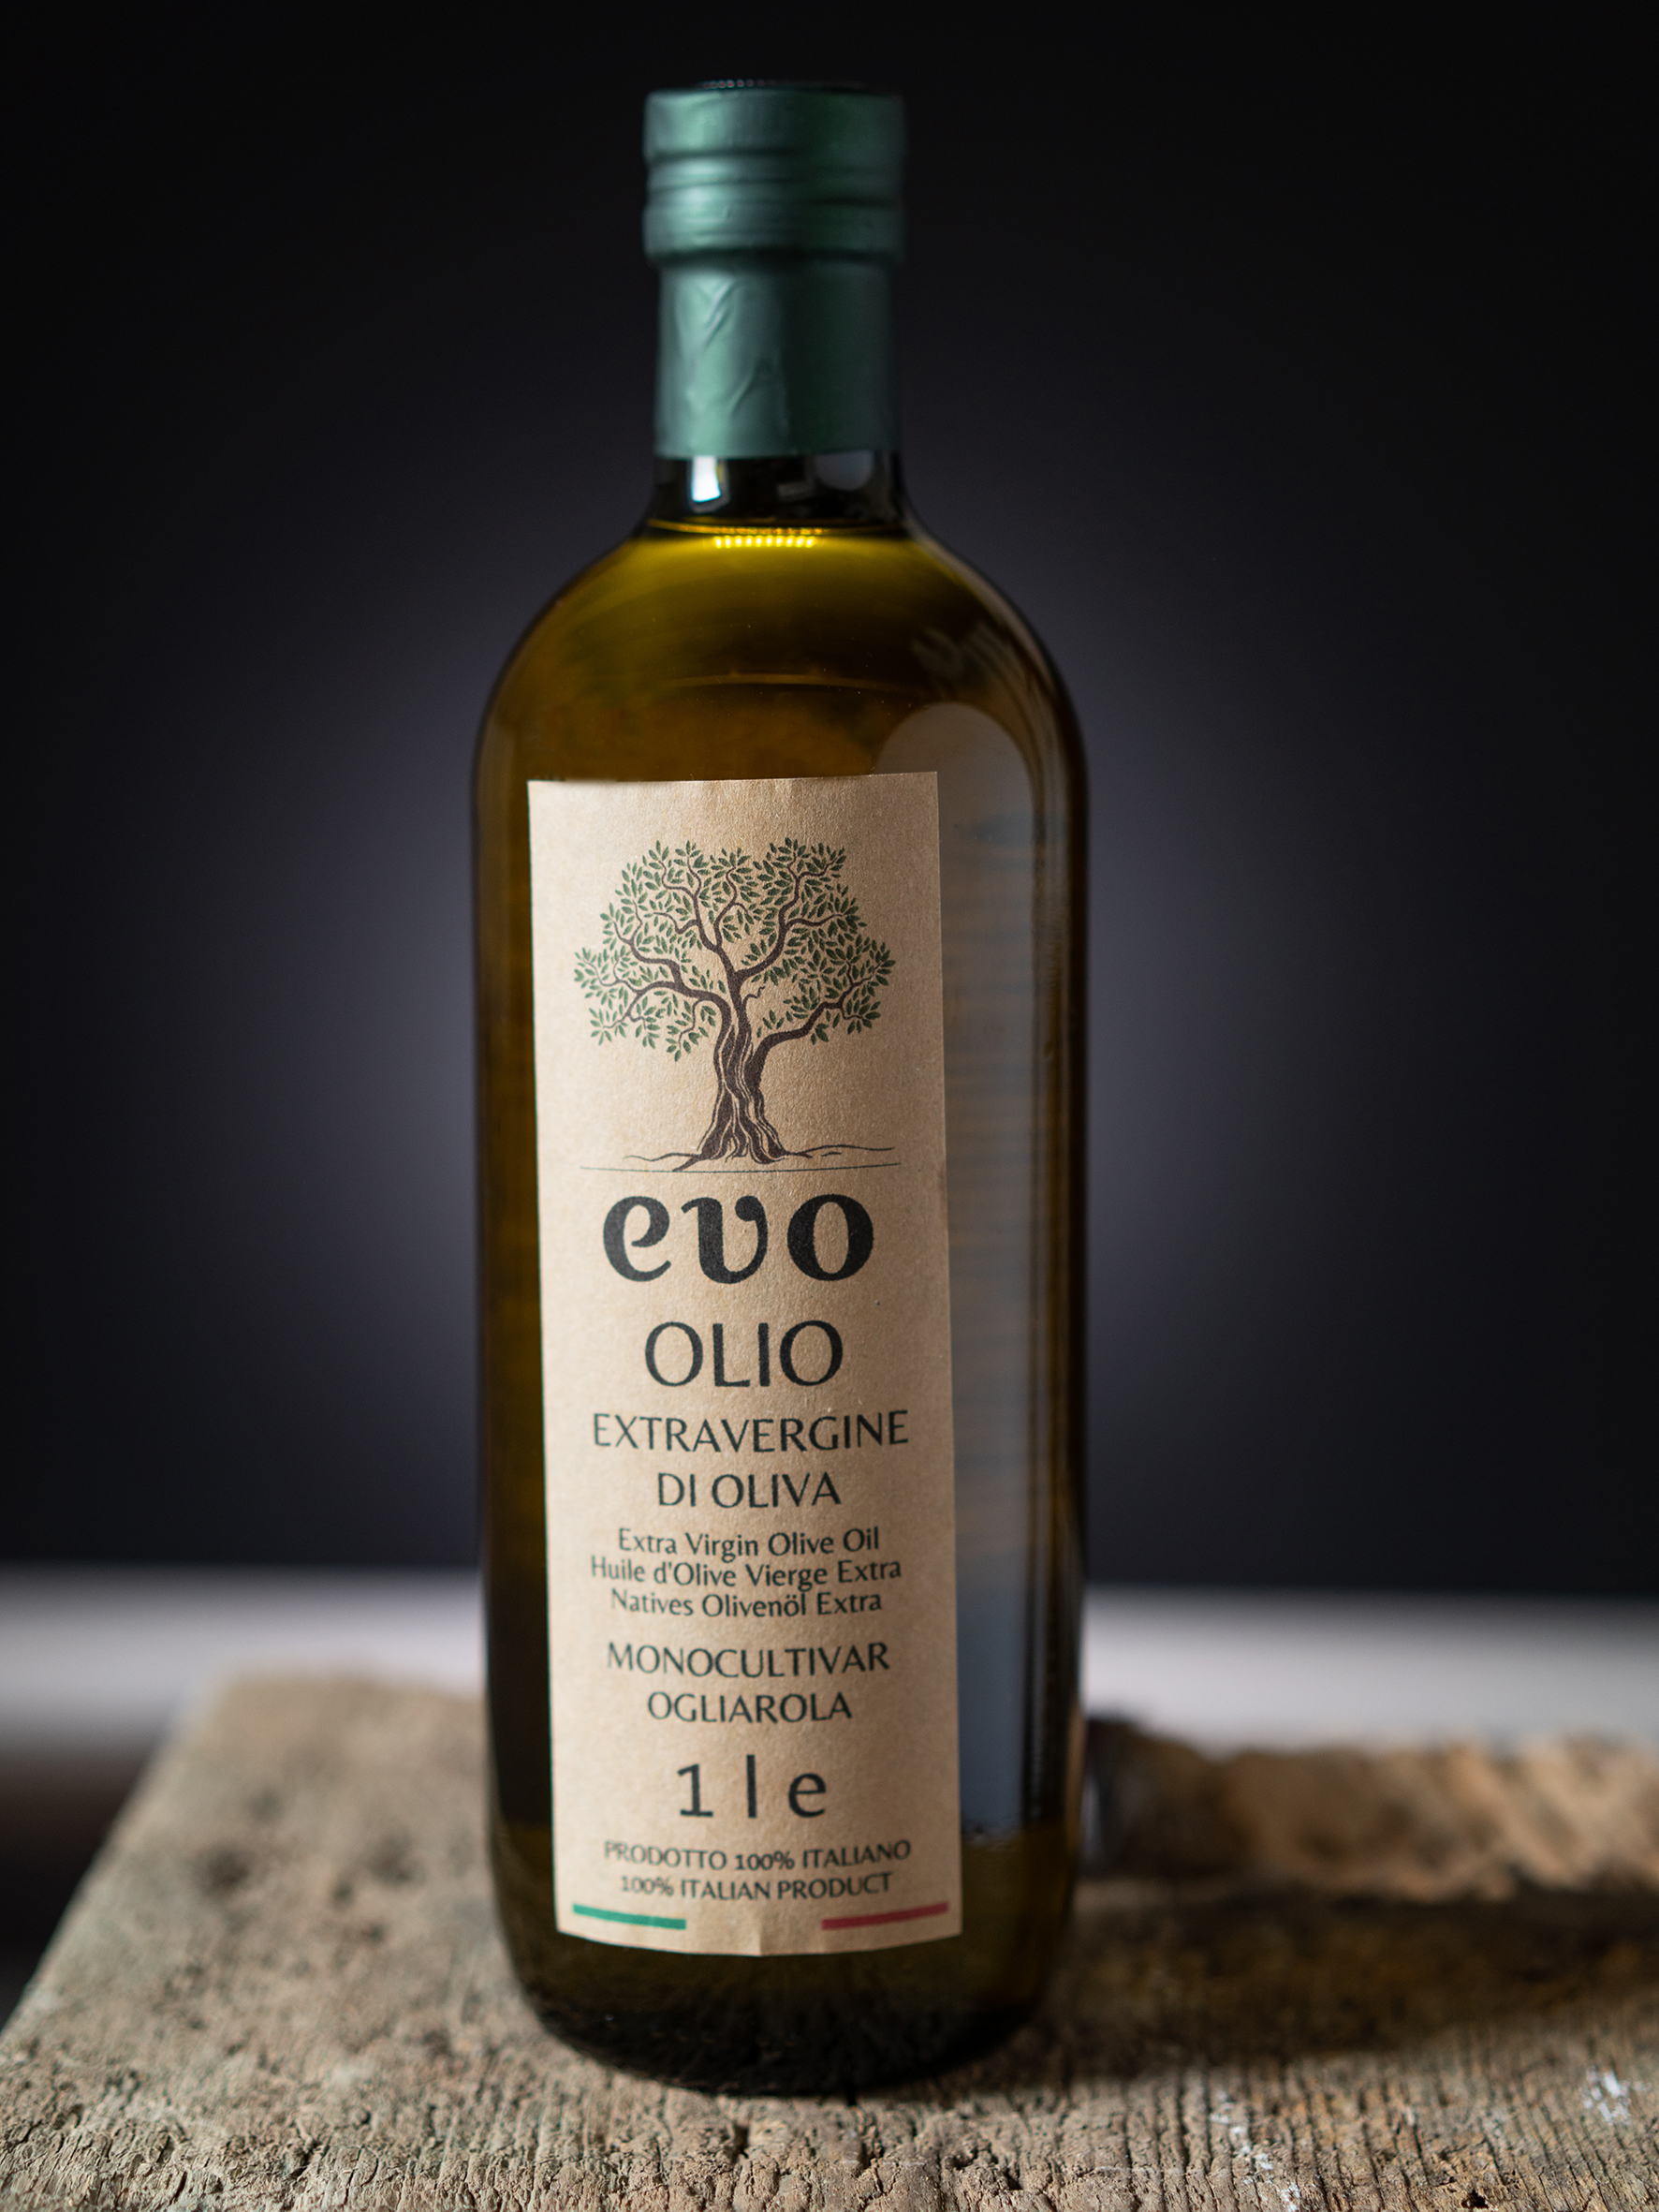 evo
OLIO
EXTRAVERGINE
DI OLIVA
Extra Virgin Olive Oil
Huile d'Olive Vierge Extra
Natives Olivenöl Extra
MONOCULTIVAR
OGLIAROLA
1 l e
PRODOTTO 100% ITALIANO
100% ITALIAN PRODUCT